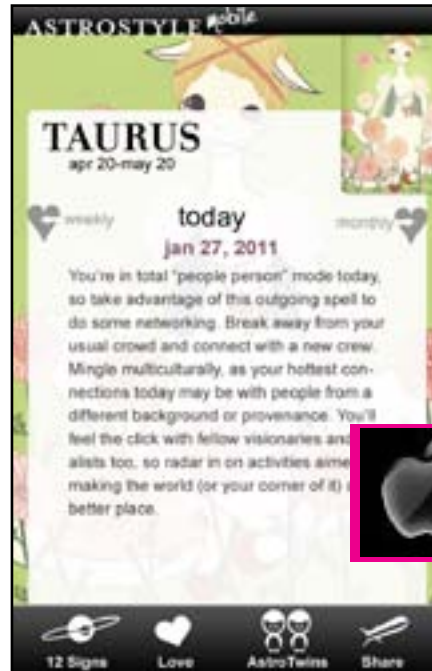 ASTROSTYLE mobile
TAURUS
apr 20-may 20
weekly today monthly
jan 27, 2011
You're in total "people person" mode today,
so take advantage of this outgoing spell to
do some networking. Break away from your
usual crowd and connect with a new crew.
Mingle multiculturally, as your hottest con-
nections today may be with people from a
different background or provenance. You'll
feel the click with fellow visionaries and
alists too, so radar in on activities aime
making the world (or your corner of it) a
better place.
12 Signs Love AstroTwins Share